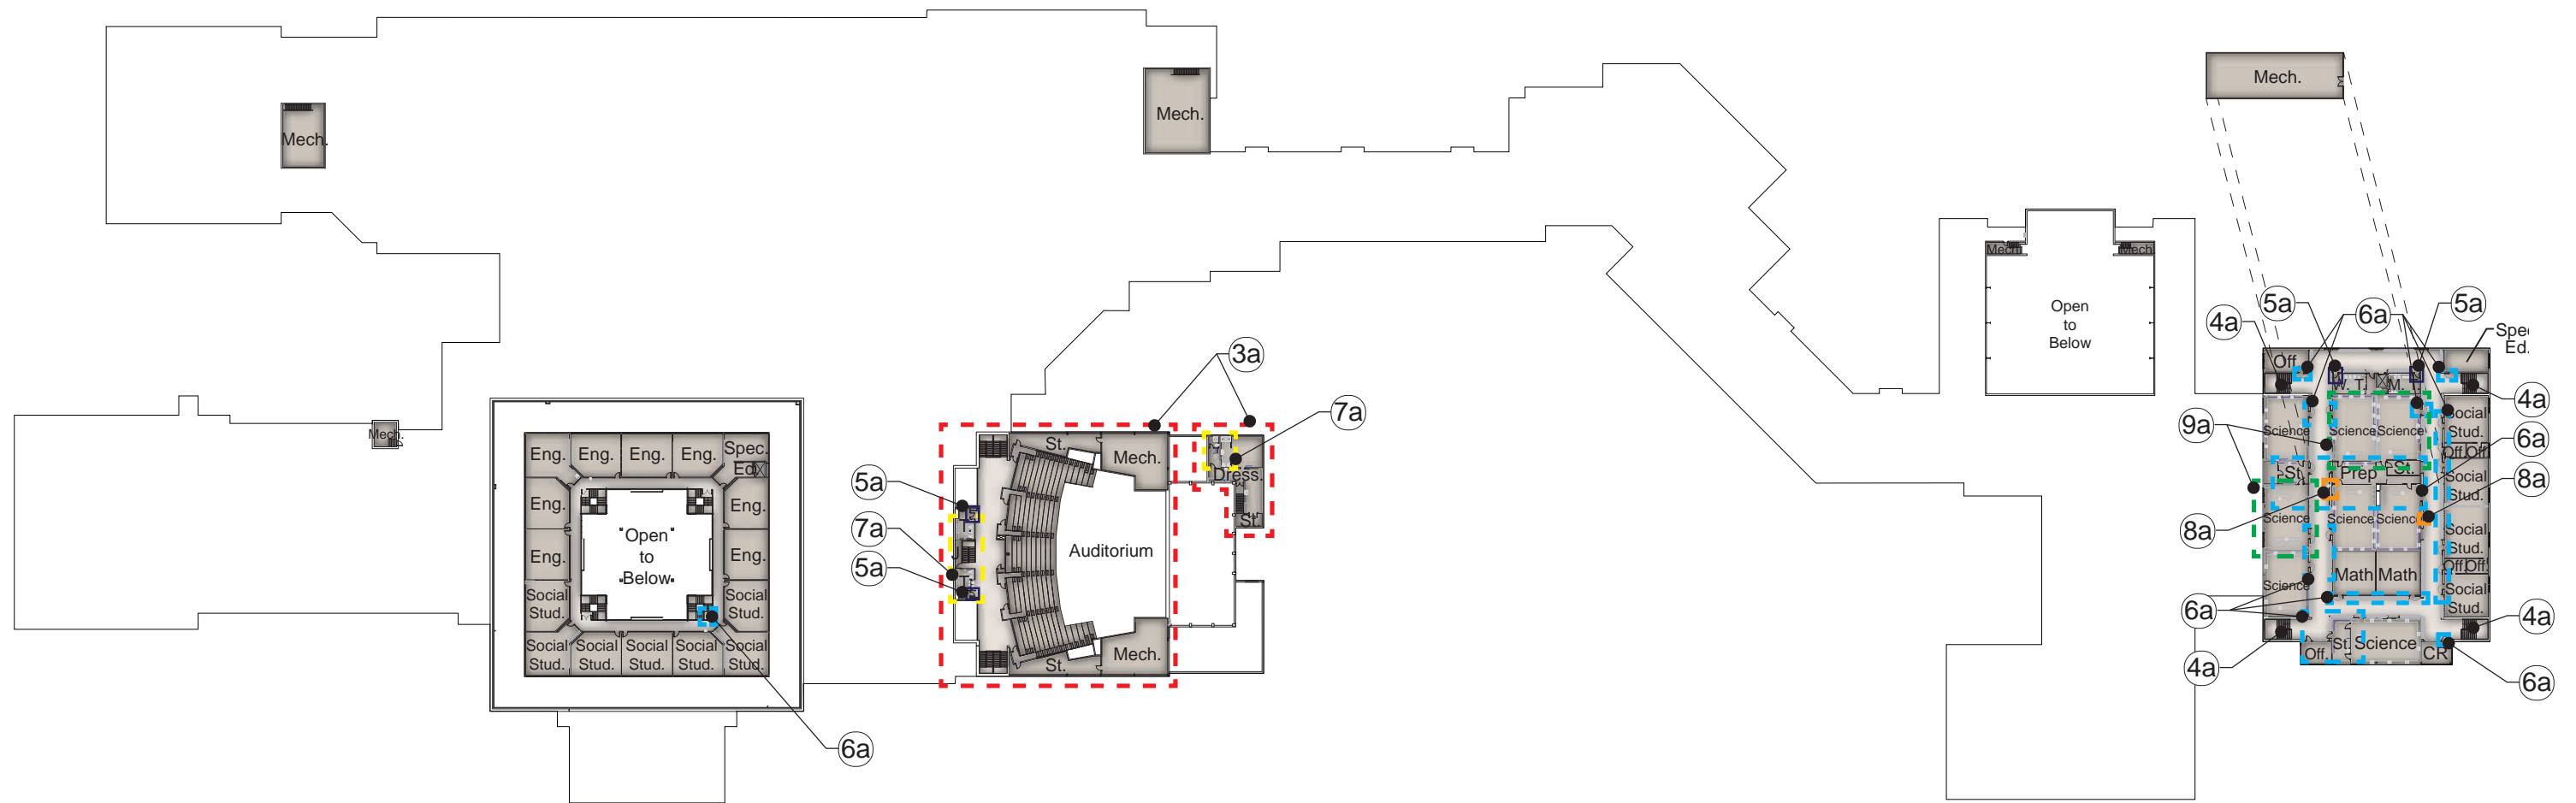 Mech.
Mech.
Mech.
Mech.
Mech.
Mech.
Open
to
Below
5a
6a
5a
4a
Spec
Ed.
Off
W. T.
M.
4a
3a
7a
9a
Science
Science
Science
Social
Stud.
Off
Off
6a
8a
St.
Prep
St.
Social
Stud.
Science
Science
Science
Social
Stud.
8a
Off
Off
Math
Math
Science
Social
Stud.
6a
4a
4a
Off.
St.
Science
CR
6a
Eng.
Eng.
Eng.
Eng.
Spec.
Ed
Eng.
Eng.
Eng.
Eng.
Open
to
Below
Social
Stud.
Social
Stud.
Social
Stud.
Social
Stud.
Social
Stud.
Social
Stud.
Social
Stud.
6a
5a
7a
5a
St.
Mech.
Auditorium
St.
Mech.
Dress.
St.